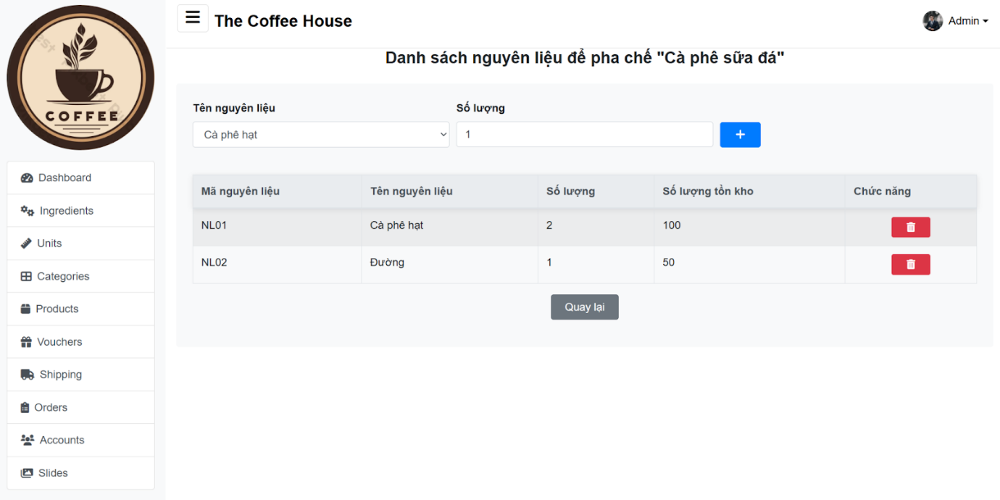 COFFEE
The Coffee House
Admin
Danh sách nguyên liệu để pha chế "Cà phê sữa đá"
Tên nguyên liệu
Số lượng
Cà phê hạt
1
Mã nguyên liệu Tên nguyên liệu Số lượng Số lượng tồn kho Chức năng
NL01 Cà phê hạt 2 100
NL02 Đường 1 50
Quay lại
Dashboard
Ingredients
Units
Categories
Products
Vouchers
Shipping
Orders
Accounts
Slides